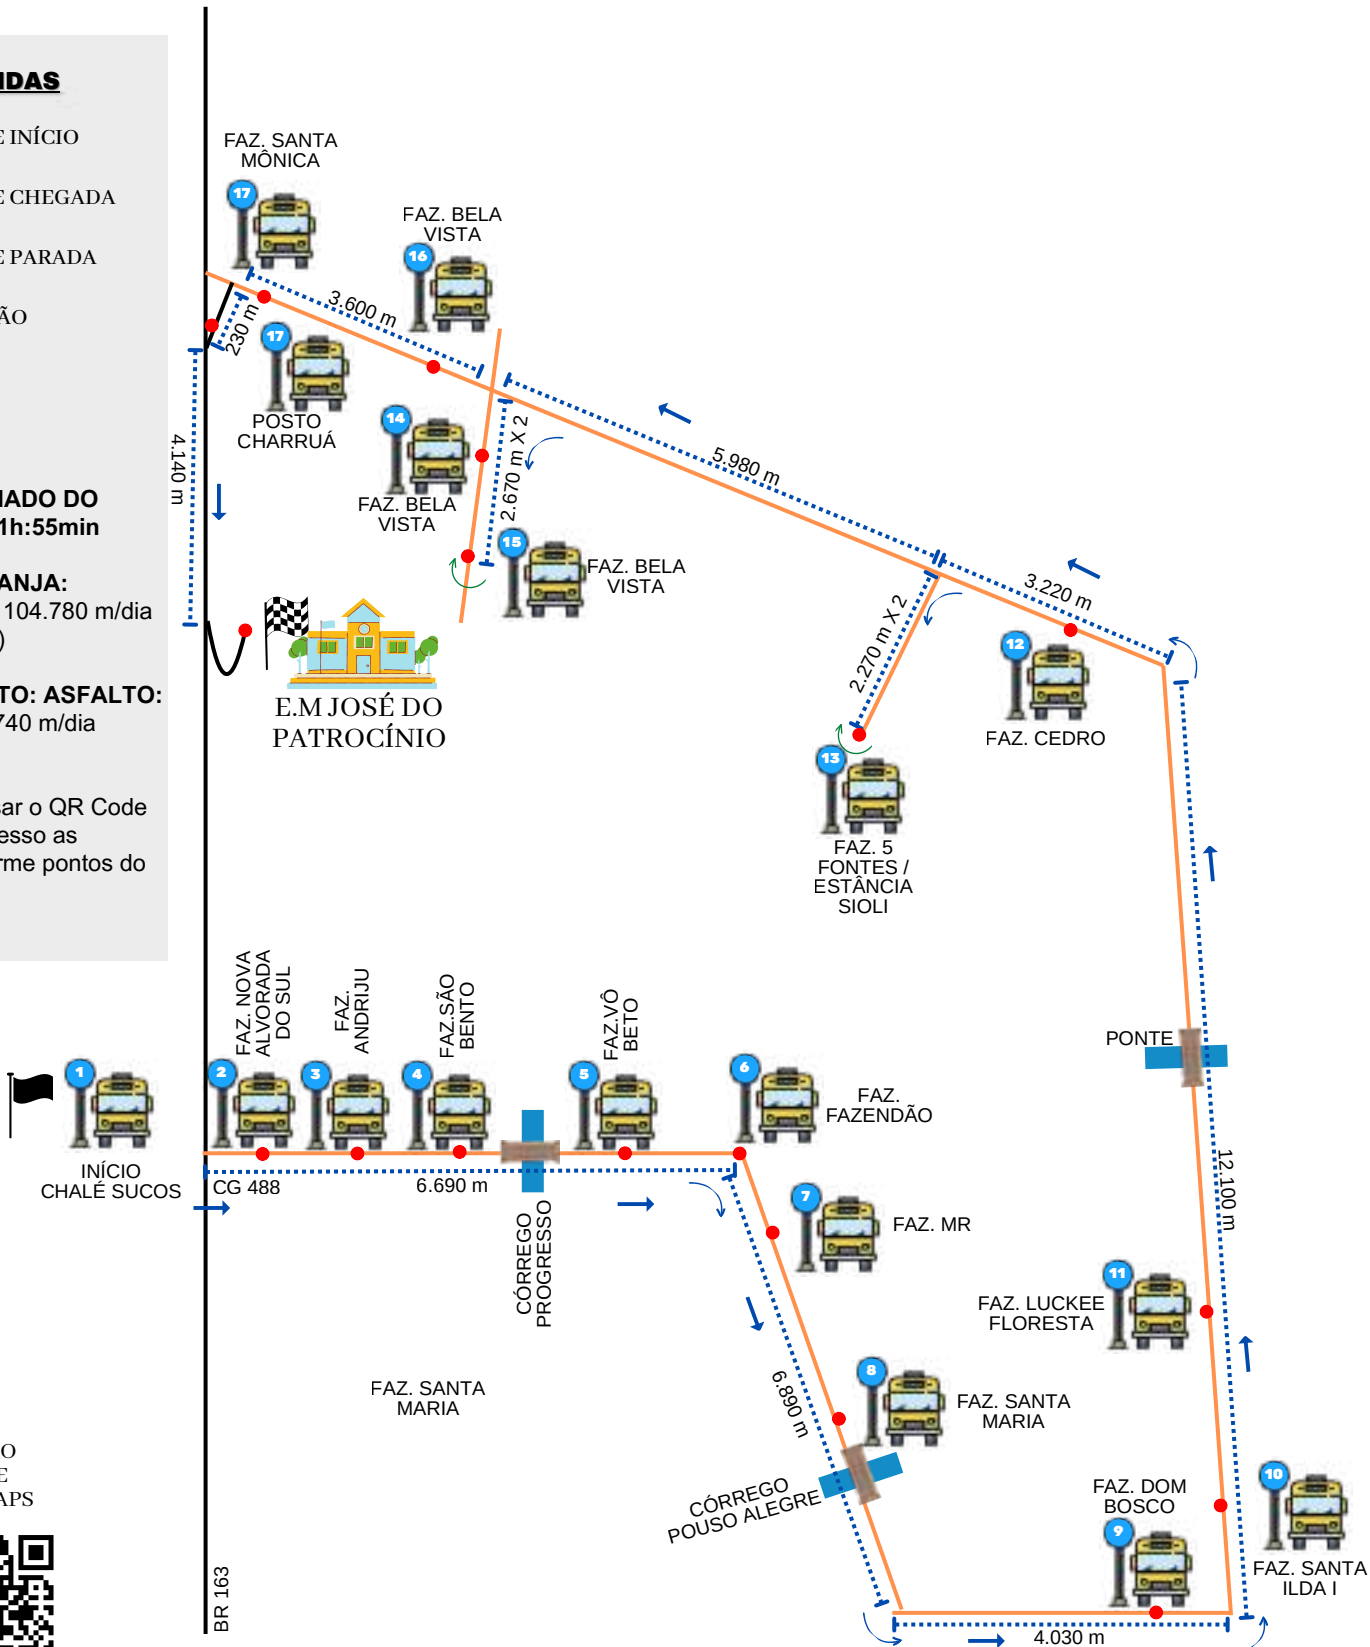 IDAS
E INÍCIO
E CHEGADA
E PARADA
ÃO
IADO DO
1h:55min
ANJA:
104.780 m/dia
)
TO: ASFALTO:
740 m/dia
sar o QR Code
esso as
rme pontos do
FAZ. SANTA
MÔNICA
17
FAZ. BELA
VISTA
16
3.600 m
230 m
17
POSTO
CHARRUÁ
4.140 m
14
FAZ. BELA
VISTA
2.670 m X 2
15
FAZ. BELA
VISTA
5.980 m
3.220 m
2.270 m X 2
12
FAZ. CEDRO
13
FAZ. 5
FONTES /
ESTÂNCIA
SIOLI
E.M JOSÉ DO
PATROCÍNIO
FAZ. NOVA
ALVORADA
DO SUL
FAZ.
ANDRIJU
FAZ.SÃO
BENTO
FAZ.VÔ
BETO
PONTE
1
2
3
4
5
6
FAZ.
FAZENDÃO
INÍCIO
CHALÉ SUCOS
CG 488
6.690 m
CÓRREGO
PROGRESSO
7
FAZ. MR
12.100 m
11
FAZ. LUCKEE
FLORESTA
FAZ. SANTA
MARIA
6.890 m
8
FAZ. SANTA
MARIA
CÓRREGO
POUSO ALEGRE
FAZ. DOM
BOSCO
9
10
FAZ. SANTA
ILDA I
4.030 m
BR 163
O
E
APS